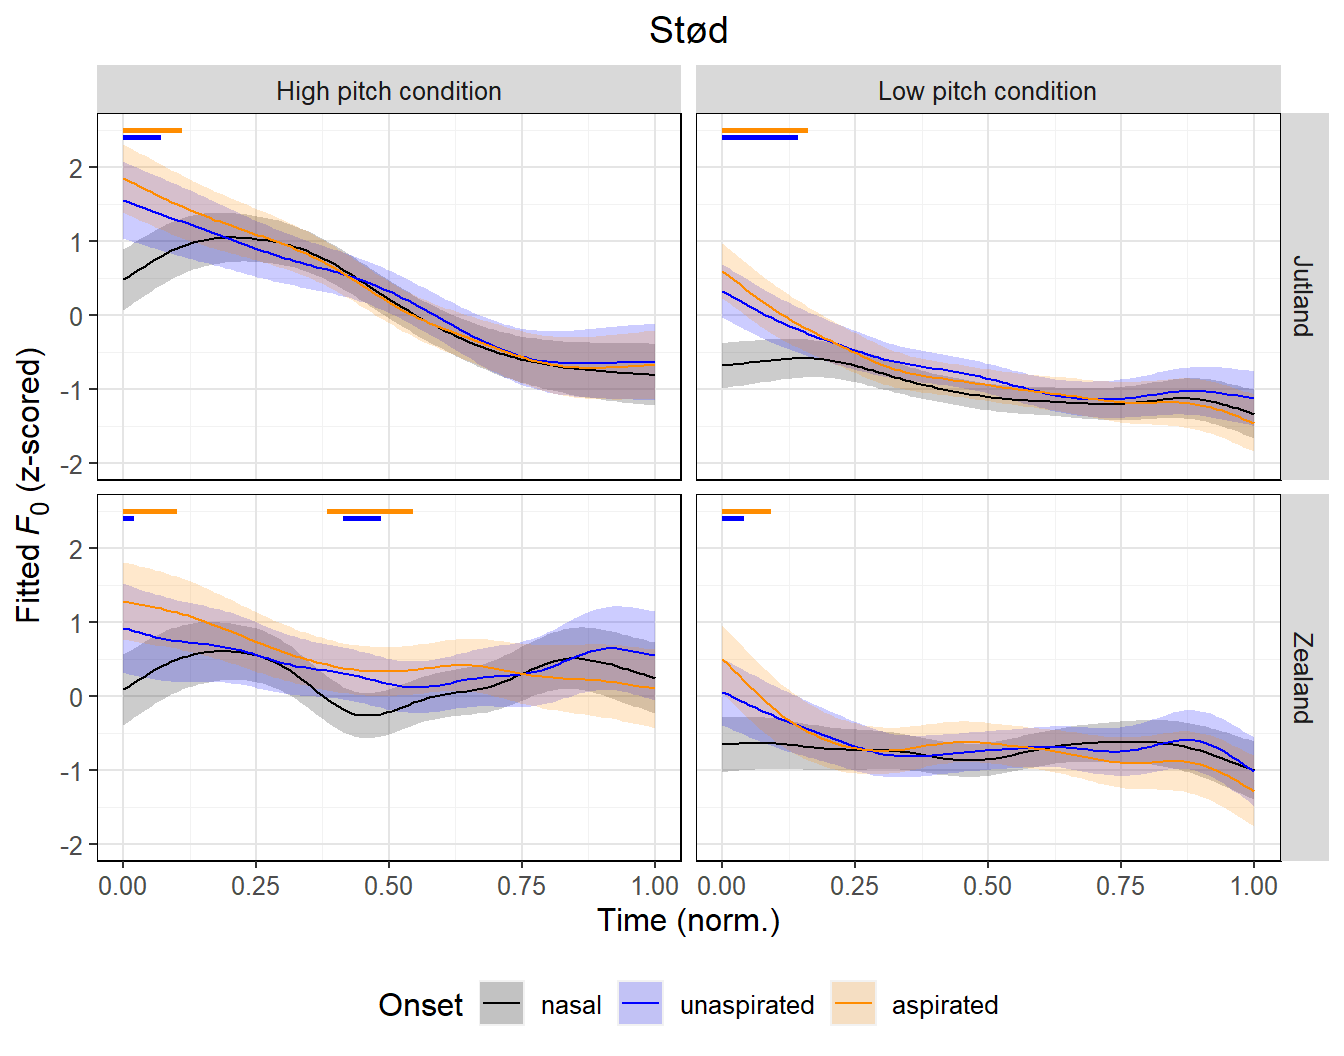 Stød
High pitch condition
Low pitch condition
2
1
0
-1
-2
Jutland
2
1
0
-1
-2
Zealand
Fitted F0 (z-scored)
0.00 0.25 0.50 0.75 1.00
0.00 0.25 0.50 0.75 1.00
Time (norm.)
Onset nasal unaspirated aspirated